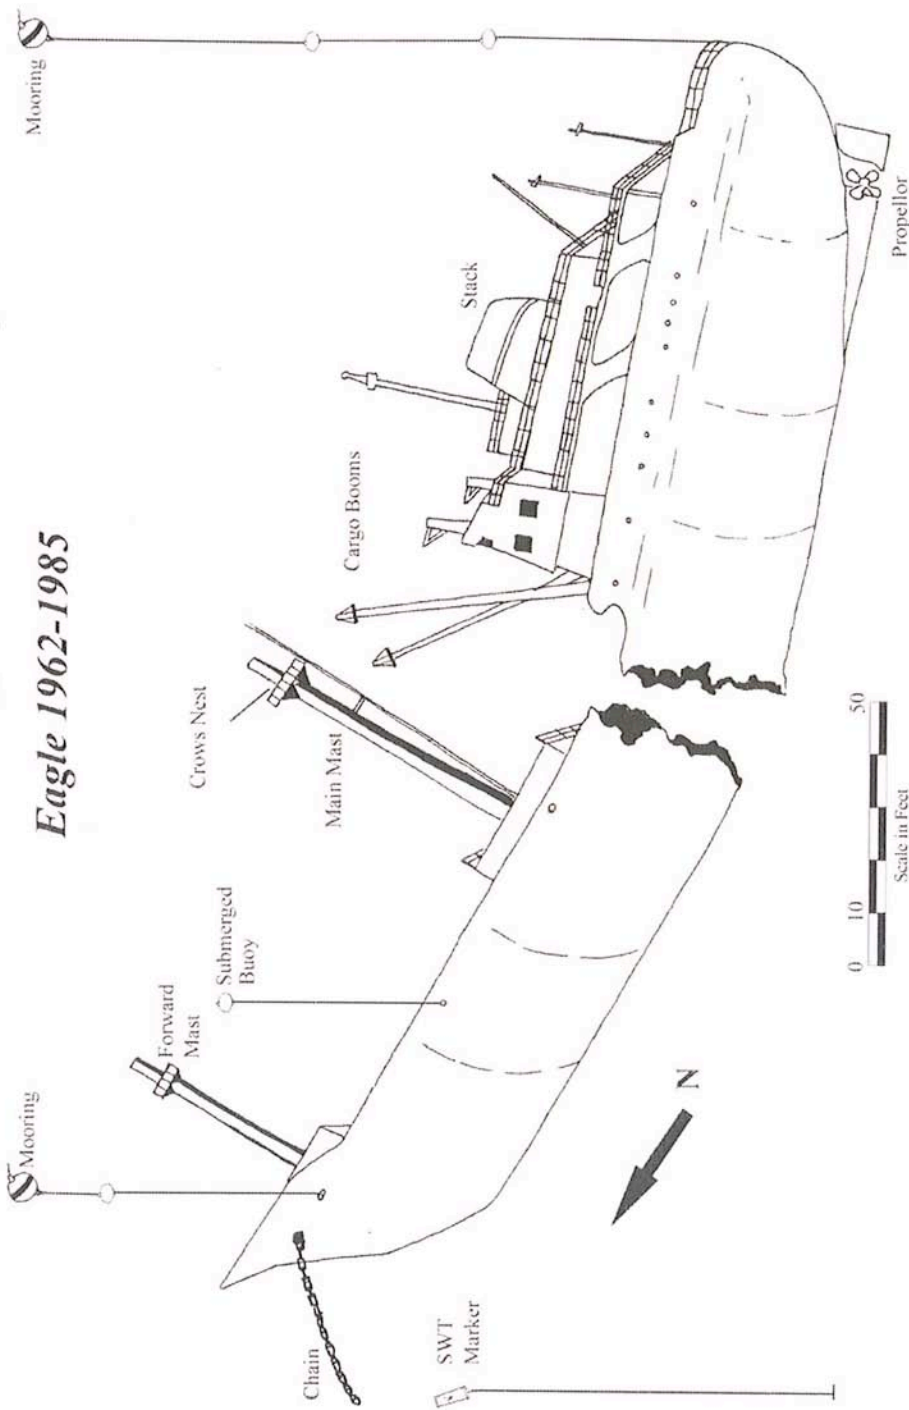 Eagle 1962-1985
Mooring
Mooring
Forward
Mast
Submerged
Buoy
Crows Nest
Main Mast
Cargo Booms
Stack
Chain
SWT
Marker
N
0
10
50
Scale in Feet
Propellor